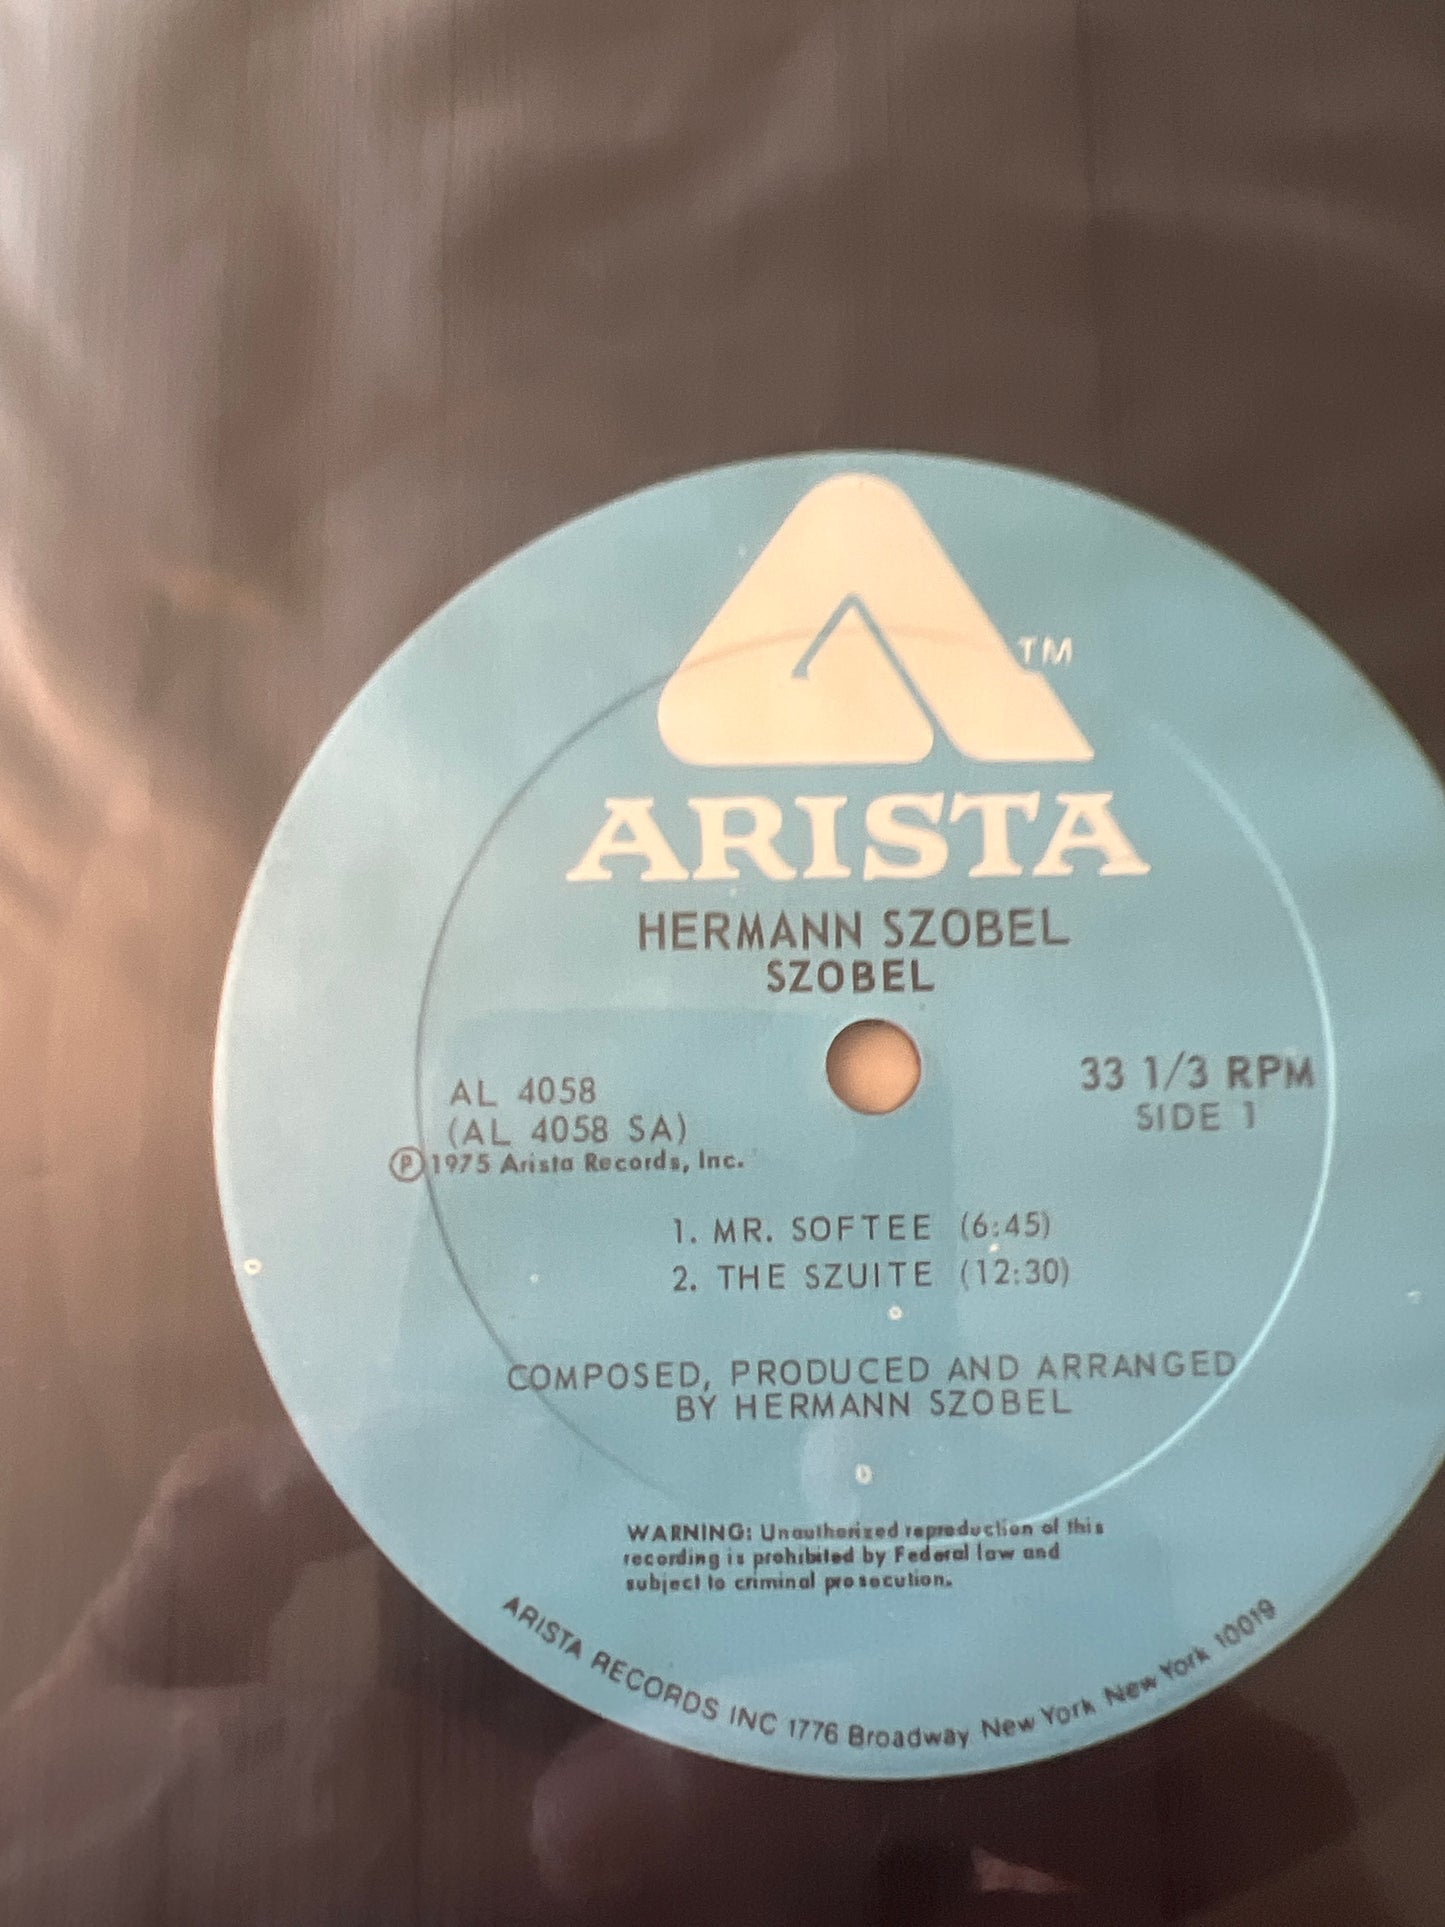 TM
ARISTA
HERMANN SZOBEL
SZOBEL
AL 4058
(AL 4058 SA)
℗ 1975 Arista Records, Inc.
33 1/3 RPM
SIDE 1
1. MR. SOFTEE (6:45)
2. THE SZUITE (12:30)
COMPOSED, PRODUCED AND ARRANGED
BY HERMANN SZOBEL
WARNING: Unauthorized reproduction of this
recording is prohibited by Federal law and
subject to criminal prosecution.
ARISTA RECORDS INC 1776 Broadway New York New York 10019